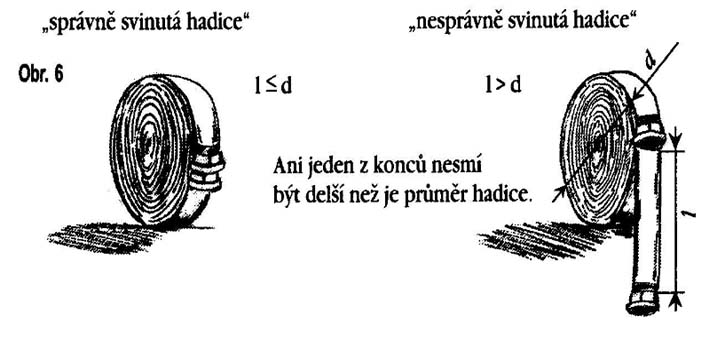 „správně svinutá hadice“
„nesprávně svinutá hadice“
Obr. 6
l ≤ d
l > d
d
Ani jeden z konců nesmí
být delší než je průměr hadice.
l